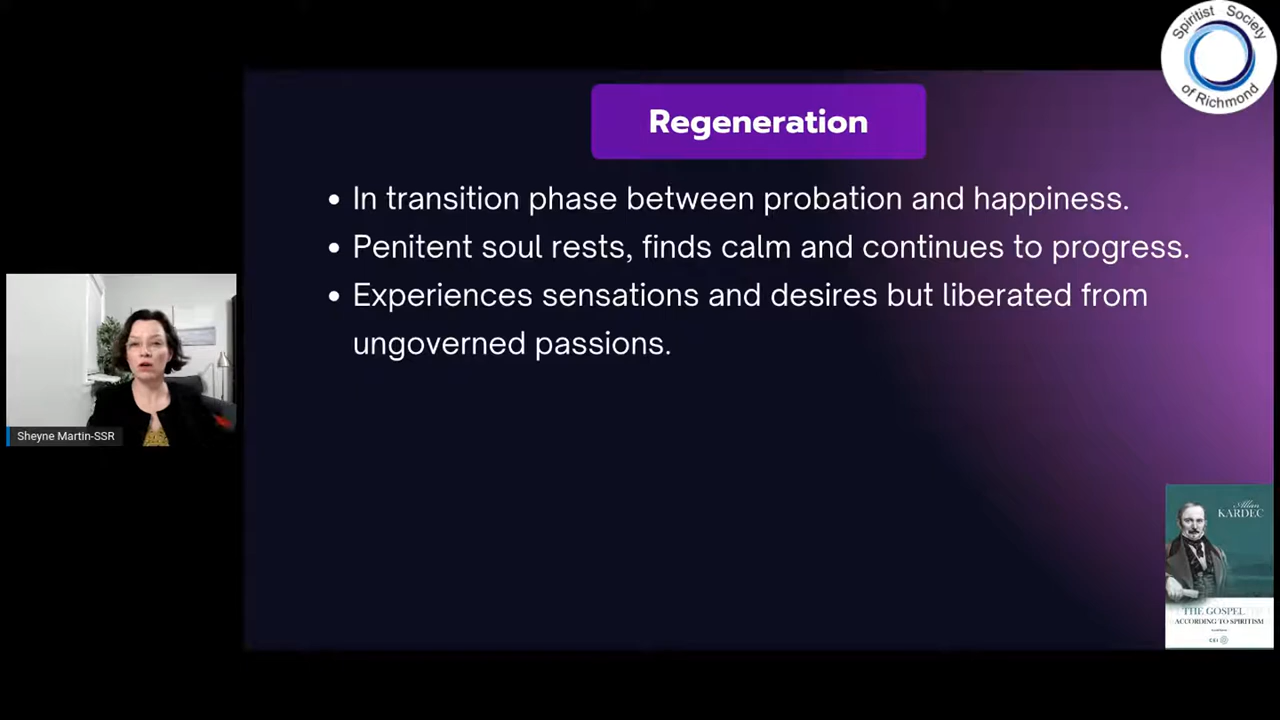 Spiritist Society
of Richmond
Regeneration
• In transition phase between probation and happiness.
• Penitent soul rests, finds calm and continues to progress.
• Experiences sensations and desires but liberated from
ungoverned passions.
Sheyne Martin-SSR
Allan
KARDEC
THE GOSPEL
ACCORDING TO SPIRITISM
CEI